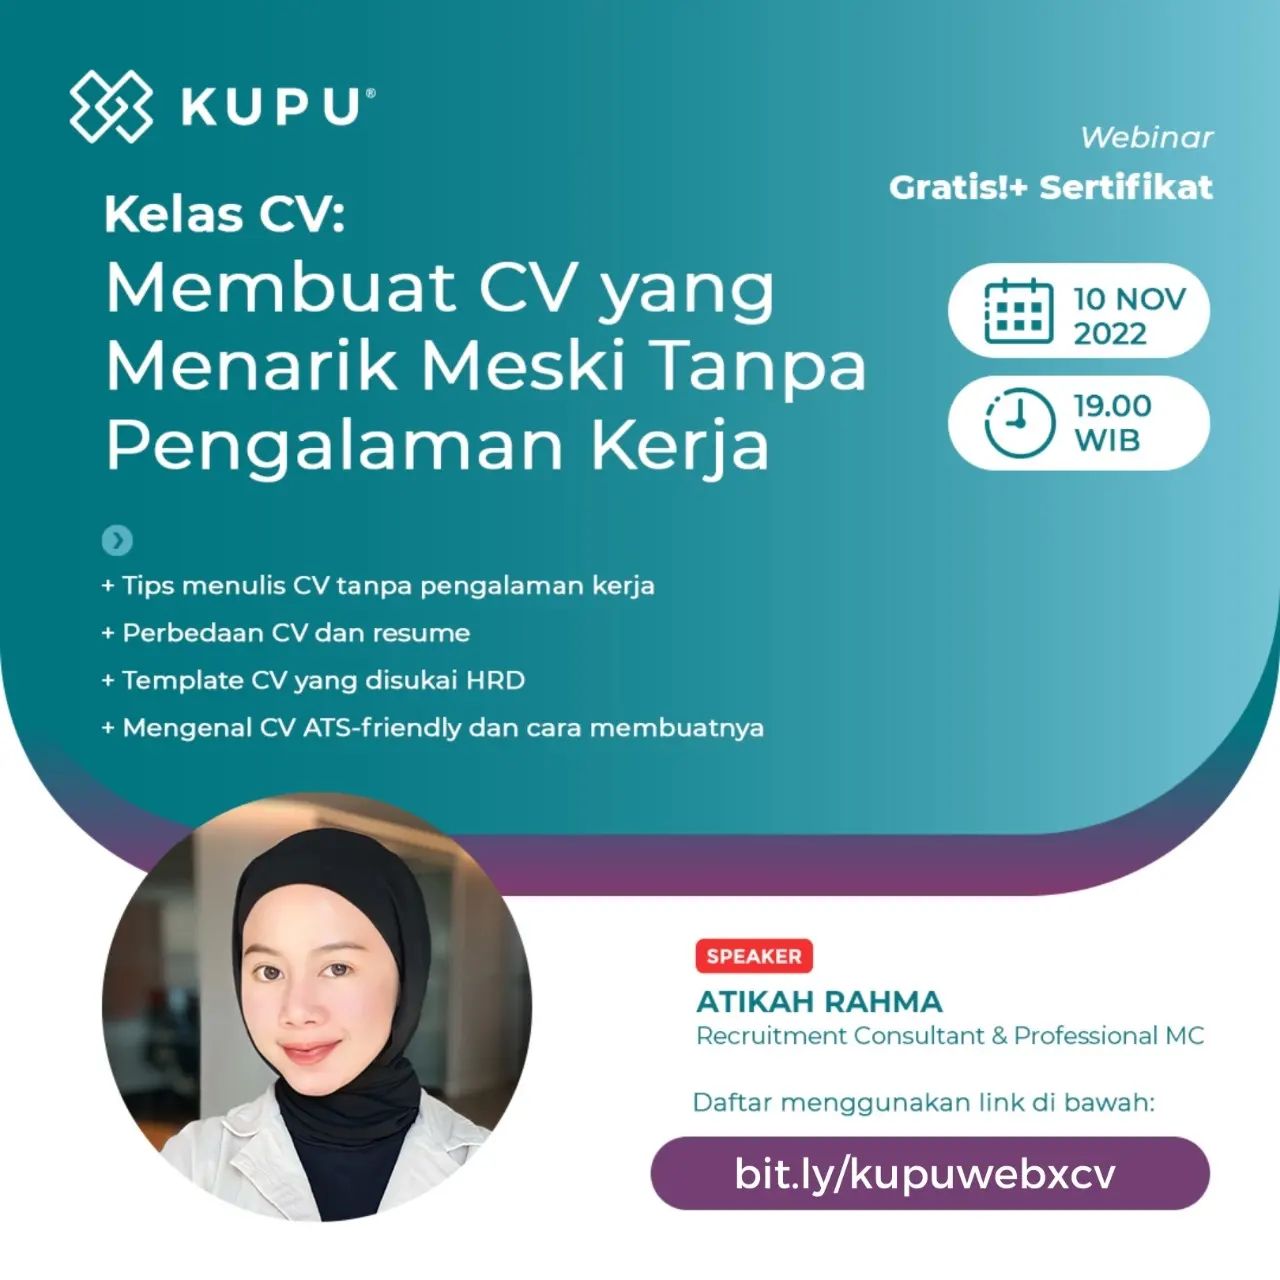 KUPU®
Webinar
Gratis!+ Sertifikat
Kelas CV:
Membuat CV yang
Menarik Meski Tanpa
Pengalaman Kerja
10 NOV
2022
19.00
WIB
+ Tips menulis CV tanpa pengalaman kerja
+ Perbedaan CV dan resume
+ Template CV yang disukai HRD
+ Mengenal CV ATS-friendly dan cara membuatnya
SPEAKER
ATIKAH RAHMA
Recruitment Consultant & Professional MC
Daftar menggunakan link di bawah:
bit.ly/kupuwebxcv